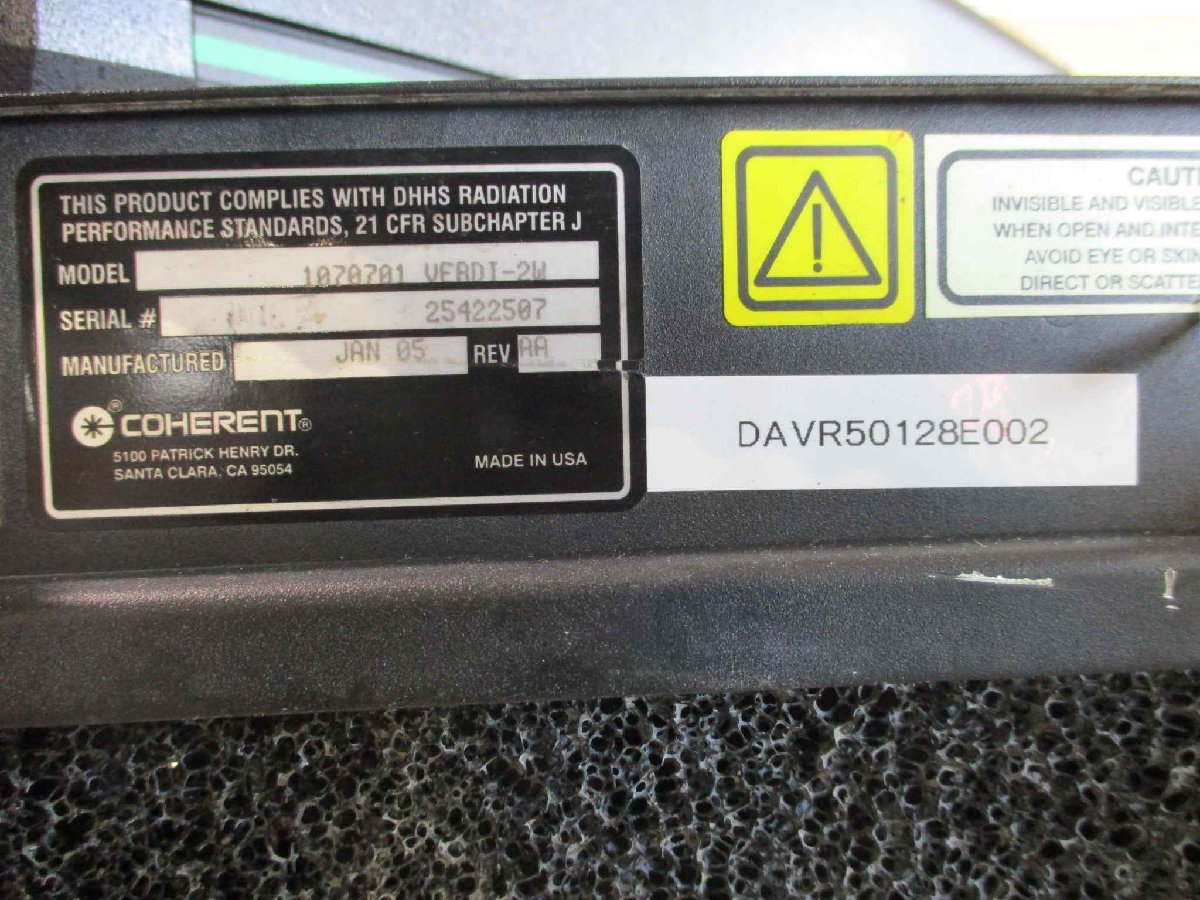 THIS PRODUCT COMPLIES WITH DHHS RADIATION
PERFORMANCE STANDARDS, 21 CFR SUBCHAPTER J
MODEL 1070701 VERDI-2W
SERIAL # 25422507
MANUFACTURED JAN 05 REV AA
® COHERENT®
5100 PATRICK HENRY DR.
SANTA CLARA, CA 95054
MADE IN USA
!
CAUTI
INVISIBLE AND VISIBLE
WHEN OPEN AND INTE
AVOID EYE OR SKIN
DIRECT OR SCATTE
DAVR50128E002